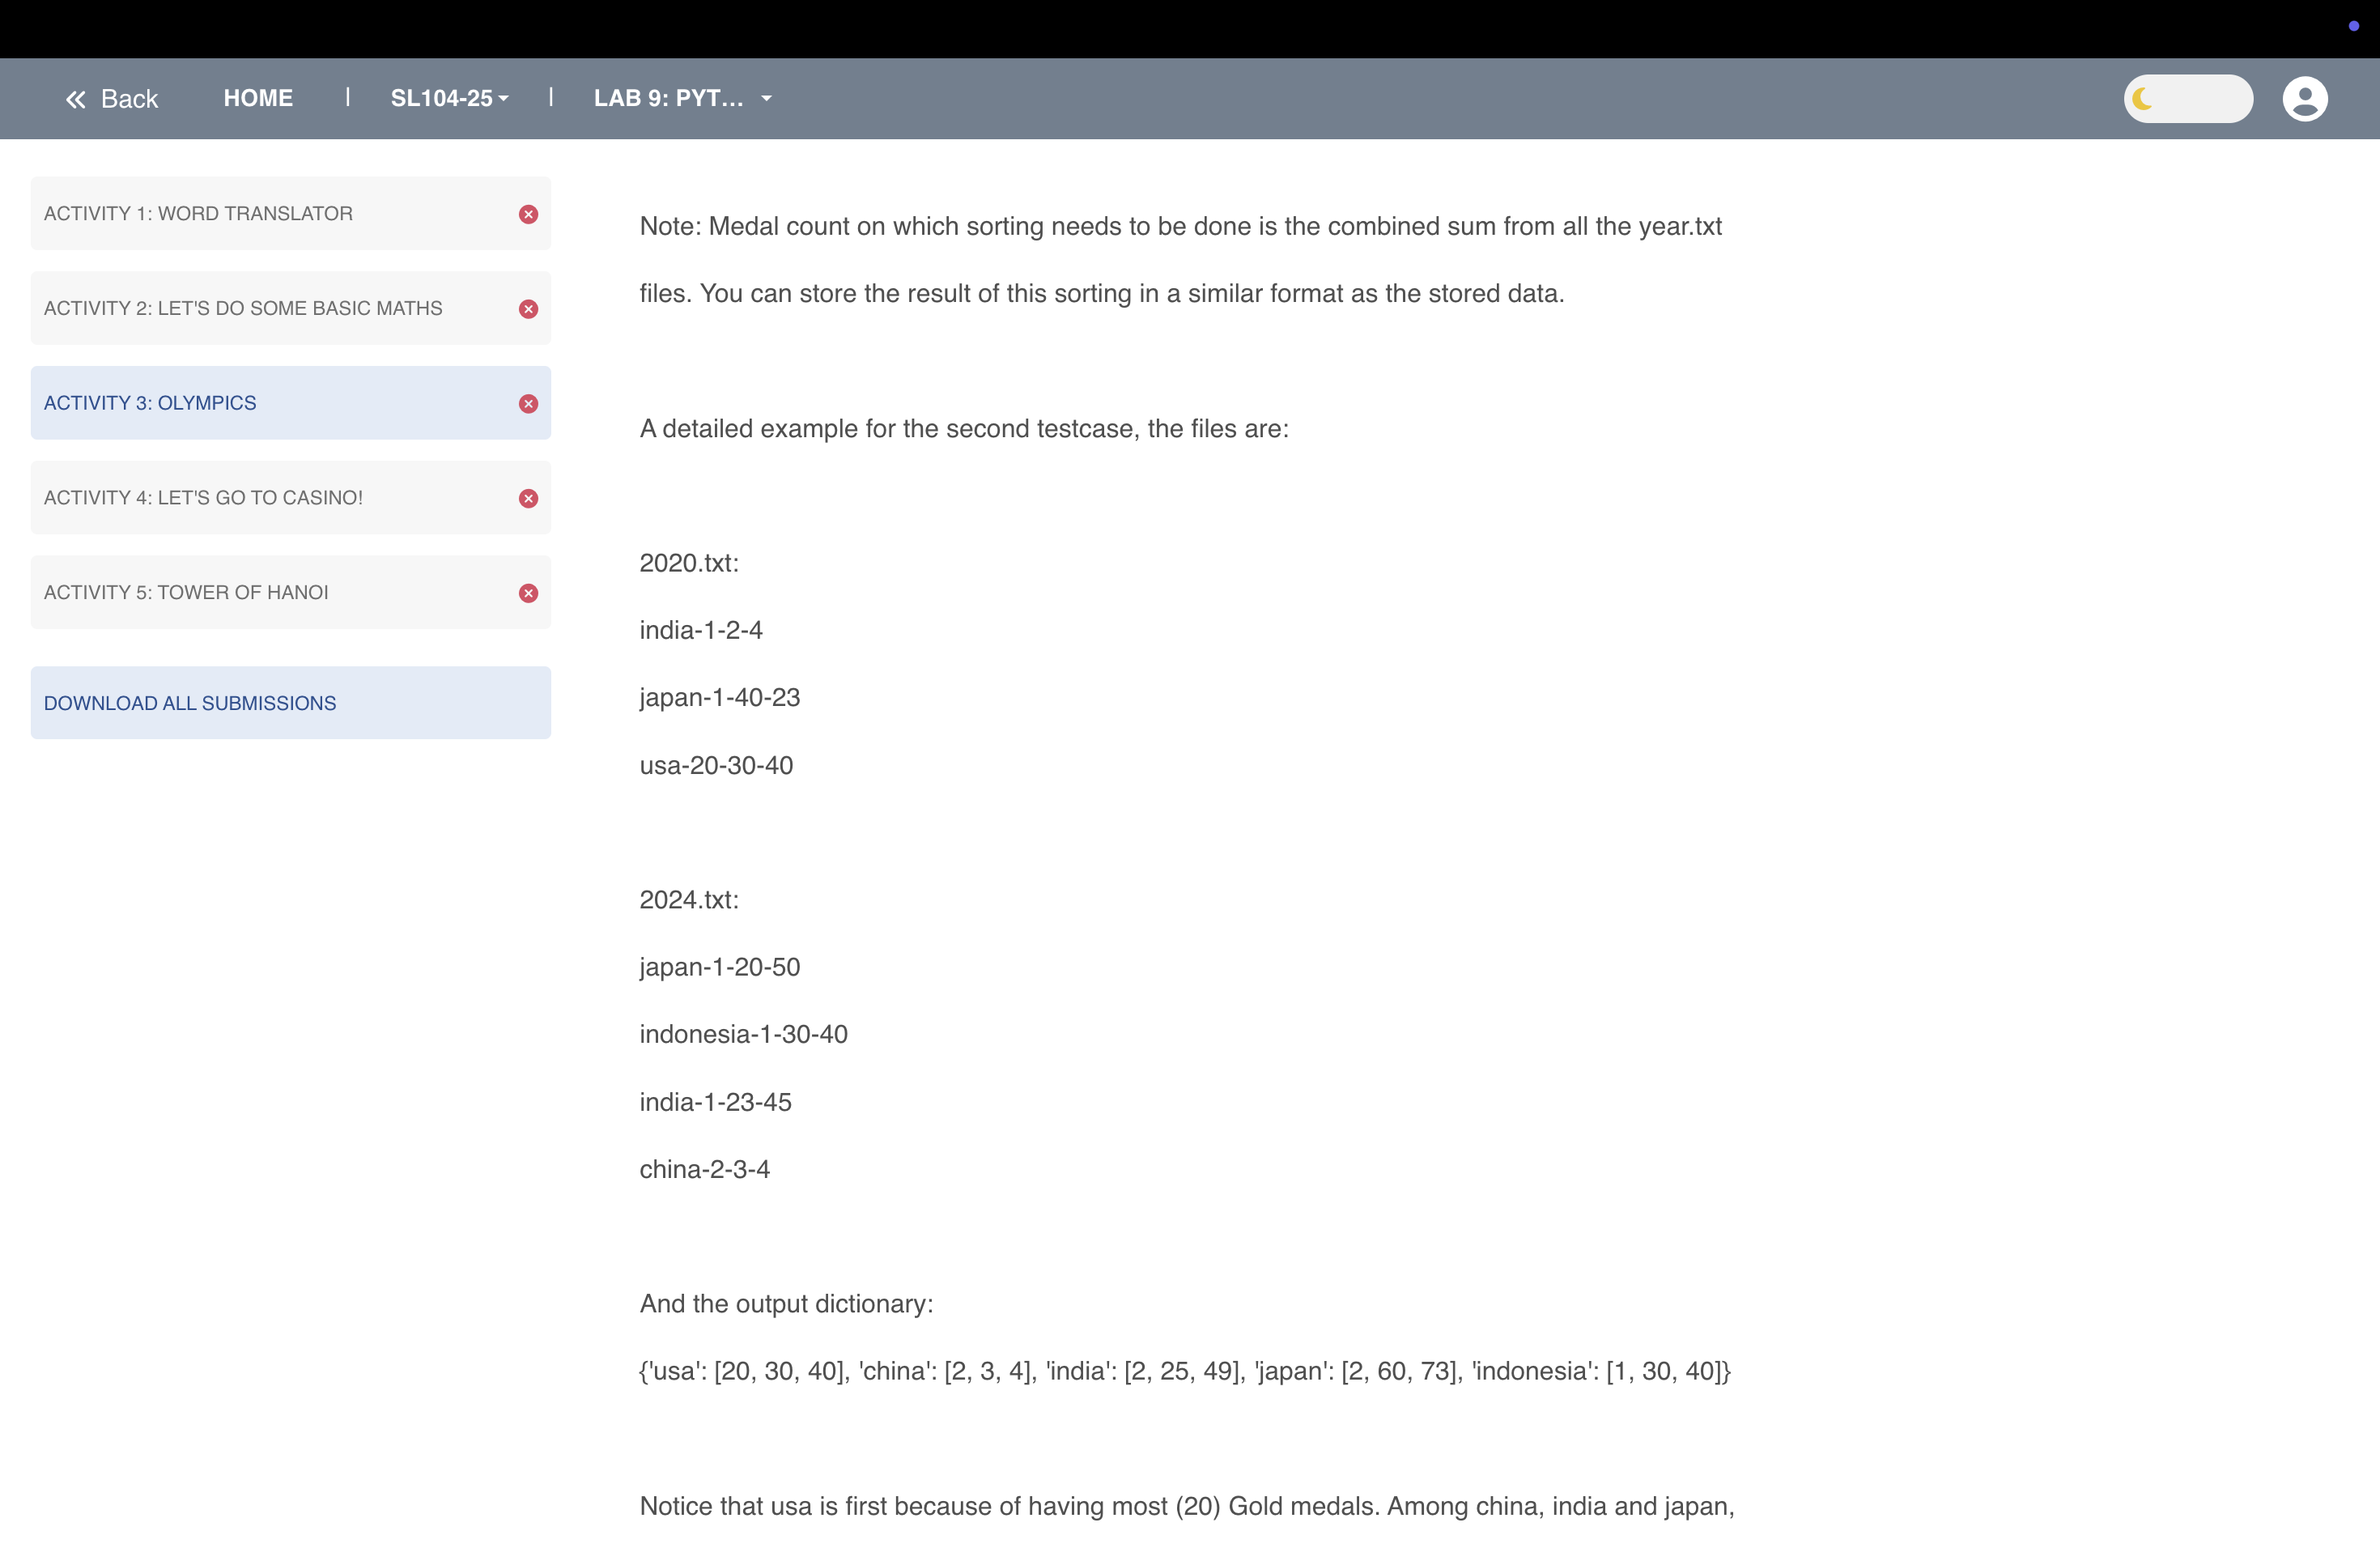 Back
HOME
|
SL104-25
|
LAB 9: PYT...
ACTIVITY 1: WORD TRANSLATOR
ACTIVITY 2: LET'S DO SOME BASIC MATHS
ACTIVITY 3: OLYMPICS
ACTIVITY 4: LET'S GO TO CASINO!
ACTIVITY 5: TOWER OF HANOI
DOWNLOAD ALL SUBMISSIONS
Note: Medal count on which sorting needs to be done is the combined sum from all the year.txt
files. You can store the result of this sorting in a similar format as the stored data.
A detailed example for the second testcase, the files are:
2020.txt:
india-1-2-4
japan-1-40-23
usa-20-30-40
2024.txt:
japan-1-20-50
indonesia-1-30-40
india-1-23-45
china-2-3-4
And the output dictionary:
{'usa': [20, 30, 40], 'china': [2, 3, 4], 'india': [2, 25, 49], 'japan': [2, 60, 73], 'indonesia': [1, 30, 40]}
Notice that usa is first because of having most (20) Gold medals. Among china, india and japan,